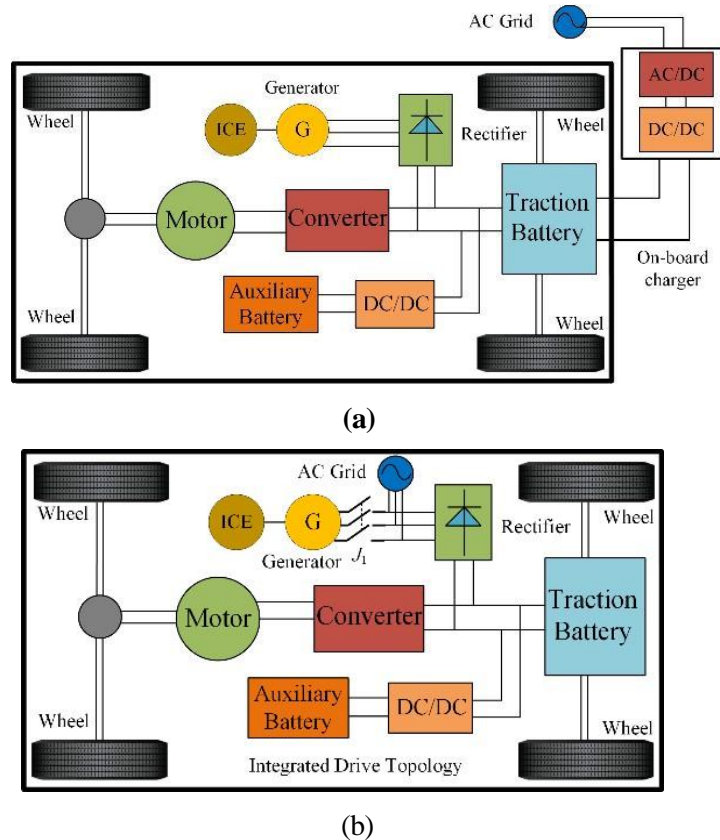 AC Grid
AC/DC
DC/DC
On-board
charger
Wheel
Generator
ICE
G
Rectifier
Wheel
Motor
Converter
Traction
Battery
Auxiliary
Battery
DC/DC
Wheel
Wheel
(a)
AC Grid
Wheel
ICE
G
Generator
J1
Rectifier
Wheel
Motor
Converter
Traction
Battery
Auxiliary
Battery
DC/DC
Wheel
Wheel
Integrated Drive Topology
(b)